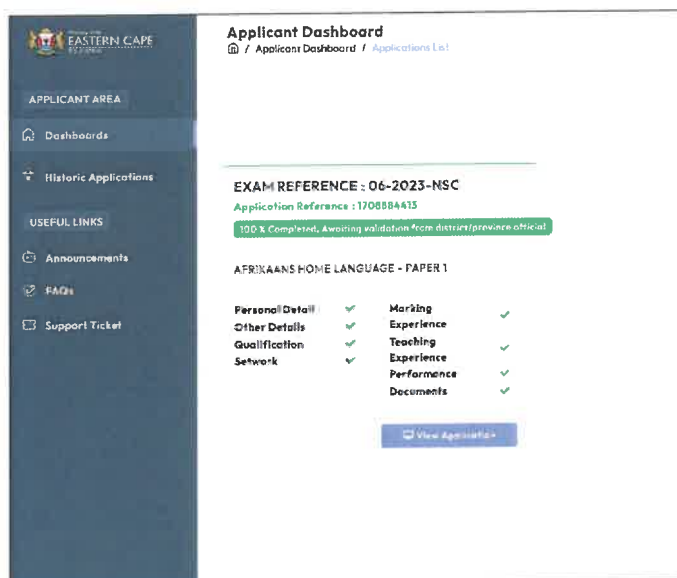 EASTERN CAPE
Applicant Dashboard
/ Applicant Dashboard / Applications List
APPLICANT AREA
Dashboards
Historic Applications
USEFUL LINKS
Announcements
FAQs
Support Ticket
EXAM REFERENCE : 06-2023-NSC
Application Reference : 1708884413
100 % Completed, Awaiting validation from district/province official
AFRIKAANS HOME LANGUAGE - PAPER 1
Personal Detail
Other Details
Qualification
Setwork
Marking
Experience
Teaching
Experience
Performance
Documents
View Application